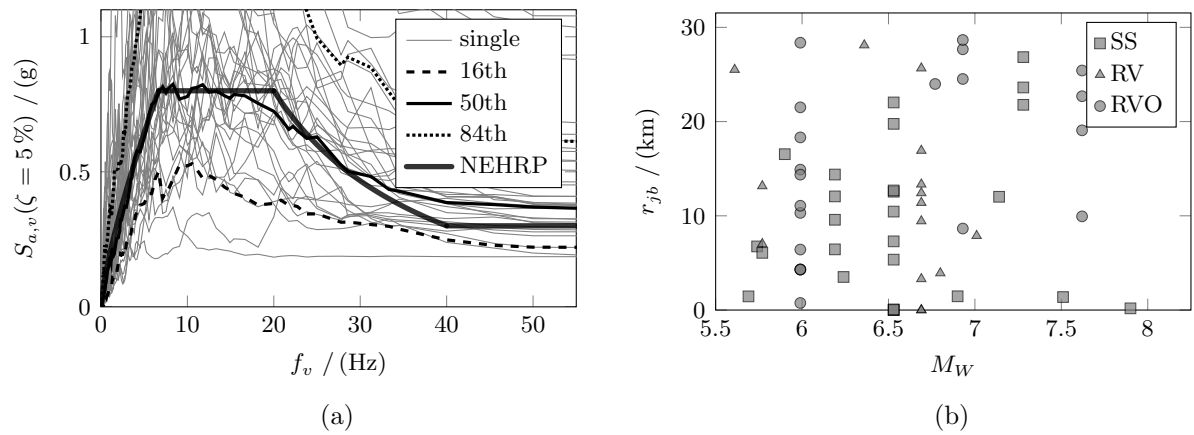 1
0.5
0
S_{a,v}(ζ = 5 %) / (g)
0 10 20 30 40 50
f_v / (Hz)
single
16th
50th
84th
NEHRP
(a)
30
20
10
0
r_{jb} / (km)
5.5 6 6.5 7 7.5 8
M_W
SS
RV
RVO
(b)